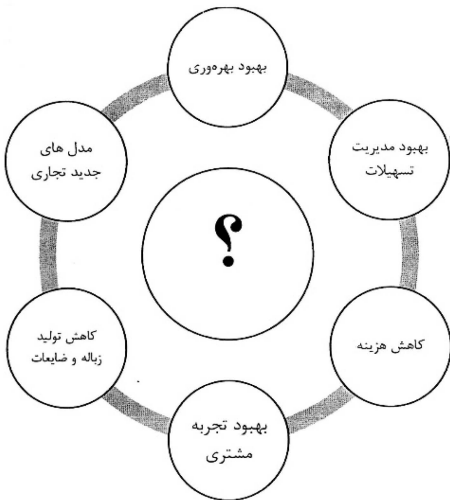 بهبود بهره‌وری
بهبود مدیریت
تسهیلات
کاهش هزینه
بهبود تجربه
مشتری
کاهش تولید
زباله و ضایعات
مدل های
جدید تجاری
؟